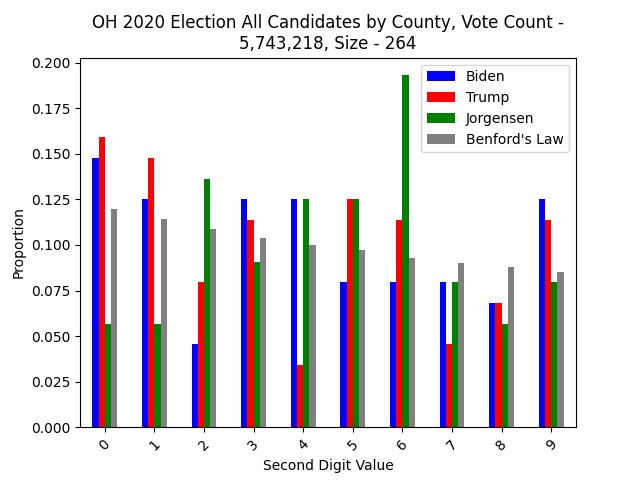 OH 2020 Election All Candidates by County, Vote Count -
5,743,218, Size - 264
Biden
Trump
Jorgensen
Benford's Law
Proportion
0.200
0.175
0.150
0.125
0.100
0.075
0.050
0.025
0.000
0 1 2 3 4 5 6 7 8 9
Second Digit Value